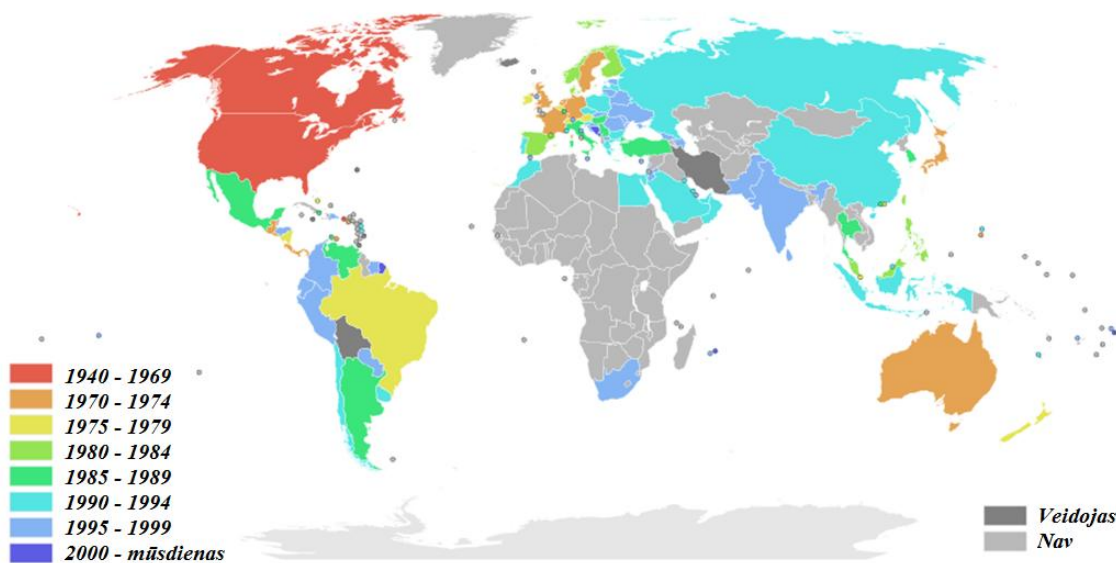 1940 - 1969
1970 - 1974
1975 - 1979
1980 - 1984
1985 - 1989
1990 - 1994
1995 - 1999
2000 - mūsdienas
Veidojas
Nav